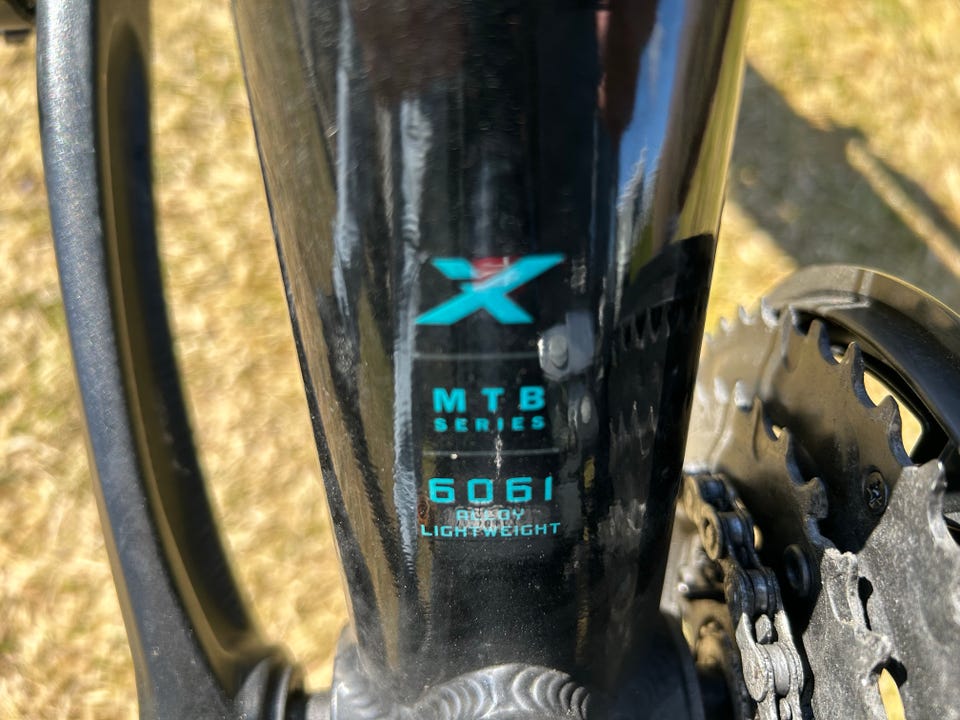 X
MTB
SERIES
6061
ALLOY
LIGHTWEIGHT